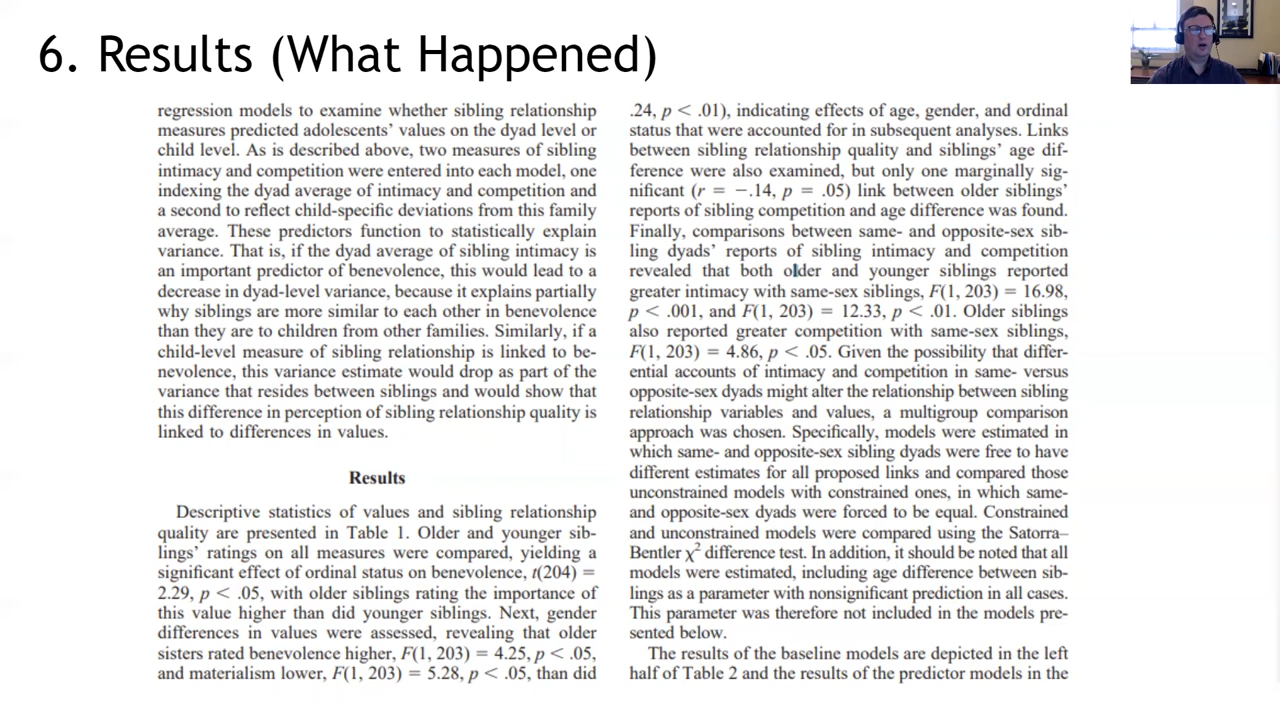 6. Results (What Happened)
regression models to examine whether sibling relationship
measures predicted adolescents' values on the dyad level or
child level. As is described above, two measures of sibling
intimacy and competition were entered into each model, one
indexing the dyad average of intimacy and competition and
a second to reflect child-specific deviations from this family
average. These predictors function to statistically explain
variance. That is, if the dyad average of sibling intimacy is
an important predictor of benevolence, this would lead to a
decrease in dyad-level variance, because it explains partially
why siblings are more similar to each other in benevolence
than they are to children from other families. Similarly, if a
child-level measure of sibling relationship is linked to be-
nevolence, this variance estimate would drop as part of the
variance that resides between siblings and would show that
this difference in perception of sibling relationship quality is
linked to differences in values.
Results
Descriptive statistics of values and sibling relationship
quality are presented in Table 1. Older and younger sib-
lings' ratings on all measures were compared, yielding a
significant effect of ordinal status on benevolence, t(204) =
2.29, p < .05, with older siblings rating the importance of
this value higher than did younger siblings. Next, gender
differences in values were assessed, revealing that older
sisters rated benevolence higher, F(1, 203) = 4.25, p < .05,
and materialism lower, F(1, 203) = 5.28, p < .05, than did
.24, p < .01), indicating effects of age, gender, and ordinal
status that were accounted for in subsequent analyses. Links
between sibling relationship quality and siblings' age dif-
ference were also examined, but only one marginally sig-
nificant (r = −.14, p = .05) link between older siblings'
reports of sibling competition and age difference was found.
Finally, comparisons between same- and opposite-sex sib-
ling dyads' reports of sibling intimacy and competition
revealed that both older and younger siblings reported
greater intimacy with same-sex siblings, F(1, 203) = 16.98,
p < .001, and F(1, 203) = 12.33, p < .01. Older siblings
also reported greater competition with same-sex siblings,
F(1, 203) = 4.86, p < .05. Given the possibility that differ-
ential accounts of intimacy and competition in same- versus
opposite-sex dyads might alter the relationship between sibling
relationship variables and values, a multigroup comparison
approach was chosen. Specifically, models were estimated in
which same- and opposite-sex sibling dyads were free to have
different estimates for all proposed links and compared those
unconstrained models with constrained ones, in which same-
and opposite-sex dyads were forced to be equal. Constrained
and unconstrained models were compared using the Satorra–
Bentler χ² difference test. In addition, it should be noted that all
models were estimated, including age difference between sib-
lings as a parameter with nonsignificant prediction in all cases.
This parameter was therefore not included in the models pre-
sented below.
The results of the baseline models are depicted in the left
half of Table 2 and the results of the predictor models in the